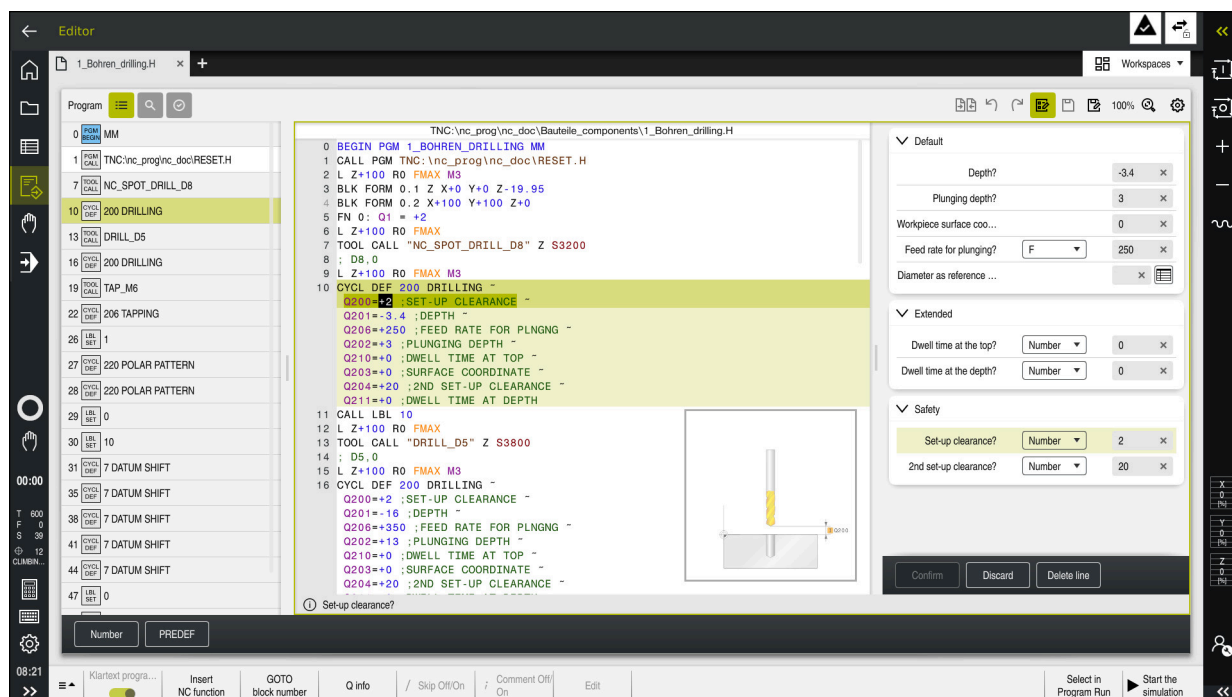 Editor
1_Bohren_drilling.H × +
Workspaces
Program
100%
0 PGM BEGIN MM
1 PGM CALL TNC:\nc_prog\nc_doc\RESET.H
7 TOOL CALL NC_SPOT_DRILL_D8
10 CYCL DEF 200 DRILLING
13 TOOL CALL DRILL_D5
16 CYCL DEF 200 DRILLING
19 TOOL CALL TAP_M6
22 CYCL DEF 206 TAPPING
26 LBL SET 1
27 CYCL DEF 220 POLAR PATTERN
28 CYCL DEF 220 POLAR PATTERN
29 LBL SET 0
30 LBL SET 10
31 CYCL DEF 7 DATUM SHIFT
35 CYCL DEF 7 DATUM SHIFT
38 CYCL DEF 7 DATUM SHIFT
41 CYCL DEF 7 DATUM SHIFT
44 CYCL DEF 7 DATUM SHIFT
47 LBL SET 0
TNC:\nc_prog\nc_doc\Bauteile_components\1_Bohren_drilling.H
0 BEGIN PGM 1_BOHREN_DRILLING MM
1 CALL PGM TNC:\nc_prog\nc_doc\RESET.H
2 L Z+100 R0 FMAX M3
3 BLK FORM 0.1 Z X+0 Y+0 Z-19.95
4 BLK FORM 0.2 X+100 Y+100 Z+0
5 FN 0: Q1 = +2
6 L Z+100 R0 FMAX
7 TOOL CALL "NC_SPOT_DRILL_D8" Z S3200
8 ; D8,0
9 L Z+100 R0 FMAX M3
10 CYCL DEF 200 DRILLING ~
Q200=+2 ;SET-UP CLEARANCE ~
Q201=-3.4 ;DEPTH ~
Q206=+250 ;FEED RATE FOR PLNGNG ~
Q202=+3 ;PLUNGING DEPTH ~
Q210=+0 ;DWELL TIME AT TOP ~
Q203=+0 ;SURFACE COORDINATE ~
Q204=+20 ;2ND SET-UP CLEARANCE ~
Q211=+0 ;DWELL TIME AT DEPTH
11 CALL LBL 10
12 L Z+100 R0 FMAX
13 TOOL CALL "DRILL_D5" Z S3800
14 ; D5,0
15 L Z+100 R0 FMAX M3
16 CYCL DEF 200 DRILLING ~
Q200=+2 ;SET-UP CLEARANCE ~
Q201=-16 ;DEPTH ~
Q206=+350 ;FEED RATE FOR PLNGNG ~
Q202=+13 ;PLUNGING DEPTH ~
Q210=+0 ;DWELL TIME AT TOP ~
Q203=+0 ;SURFACE COORDINATE ~
Q204=+20 ;2ND SET-UP CLEARANCE ~
Q200
Set-up clearance?
Default
Depth? -3.4 ×
Plunging depth? 3 ×
Workpiece surface coo... 0 ×
Feed rate for plunging? F 250 ×
Diameter as reference ... ×
Extended
Dwell time at the top? Number 0 ×
Dwell time at the depth? Number 0 ×
Safety
Set-up clearance? Number 2 ×
2nd set-up clearance? Number 20 ×
Confirm Discard Delete line
Number PREDEF
00:00
T 600
F 0
S 39
12
CLIMBIN...
08:21
X
0
[%]
Y
0
[%]
Z
0
[%]
Klartext progra...
Insert NC function
GOTO block number
Q info
/ Skip Off/On
; Comment Off/On
Edit
Select in Program Run
Start the simulation